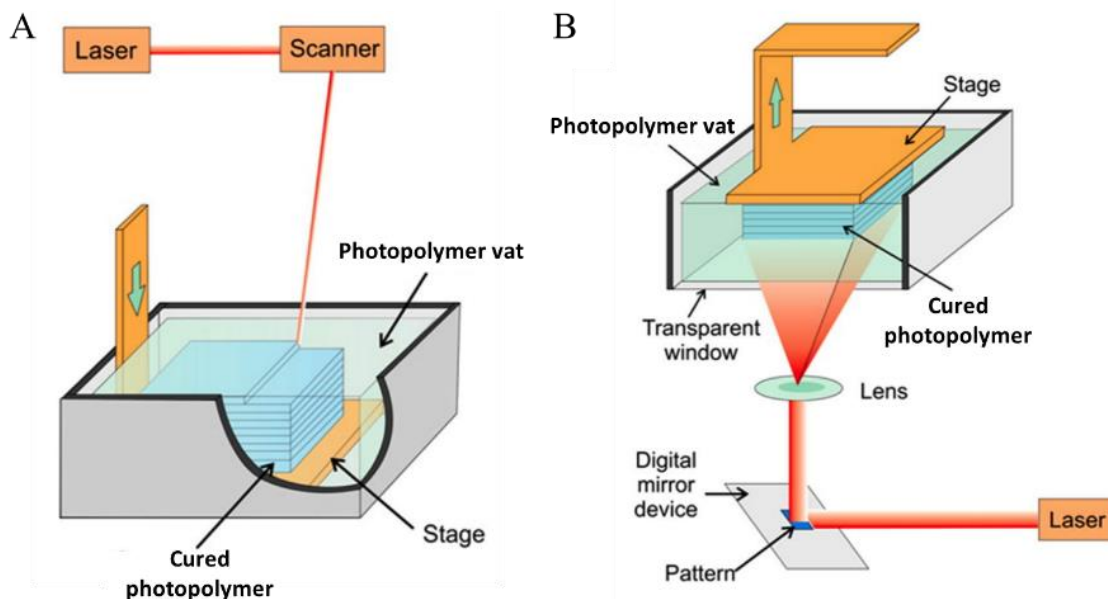 A
Laser
Scanner
Photopolymer vat
Stage
Cured
photopolymer
B
Stage
Photopolymer vat
Cured
photopolymer
Transparent
window
Lens
Digital
mirror
device
Laser
Pattern